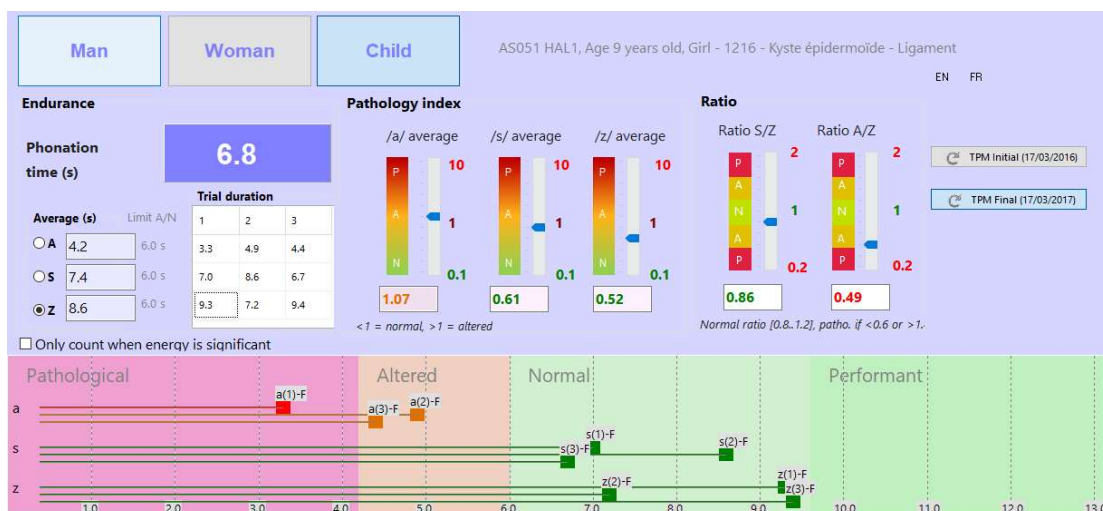 Man Woman Child AS051 HAL1, Age 9 years old, Girl - 1216 - Kyste épidermoïde - Ligament
EN FR
Endurance Pathology index Ratio
/a/ average /s/ average /z/ average Ratio S/Z Ratio A/Z
Phonation
time (s)
6.8
P 10 P P 10 P 2 P 2
A A
A 1 A 1 A N 1 N 1
A A
N 0.1 N 0.1 N 0.1 P 0.2 P 0.2
1.07 0.61 0.52 0.86 0.49
<1 = normal, >1 = altered Normal ratio [0.8..1.2], patho. if <0.6 or >1.
TPM Initial (17/03/2016)
TPM Final (17/03/2017)
Trial duration
Average (s) Limit A/N 1 2 3
A 4.2 6.0 s 3.3 4.9 4.4
S 7.4 6.0 s 7.0 8.6 6.7
Z 8.6 6.0 s 9.3 7.2 9.4
Only count when energy is significant
Pathological Altered Normal Performant
a a(1)-F a(3)-F a(2)-F
s s(3)-F s(1)-F s(2)-F
z z(2)-F z(1)-F z(3)-F
1.0 2.0 3.0 4.0 5.0 6.0 7.0 8.0 9.0 10.0 11.0 12.0 13.0